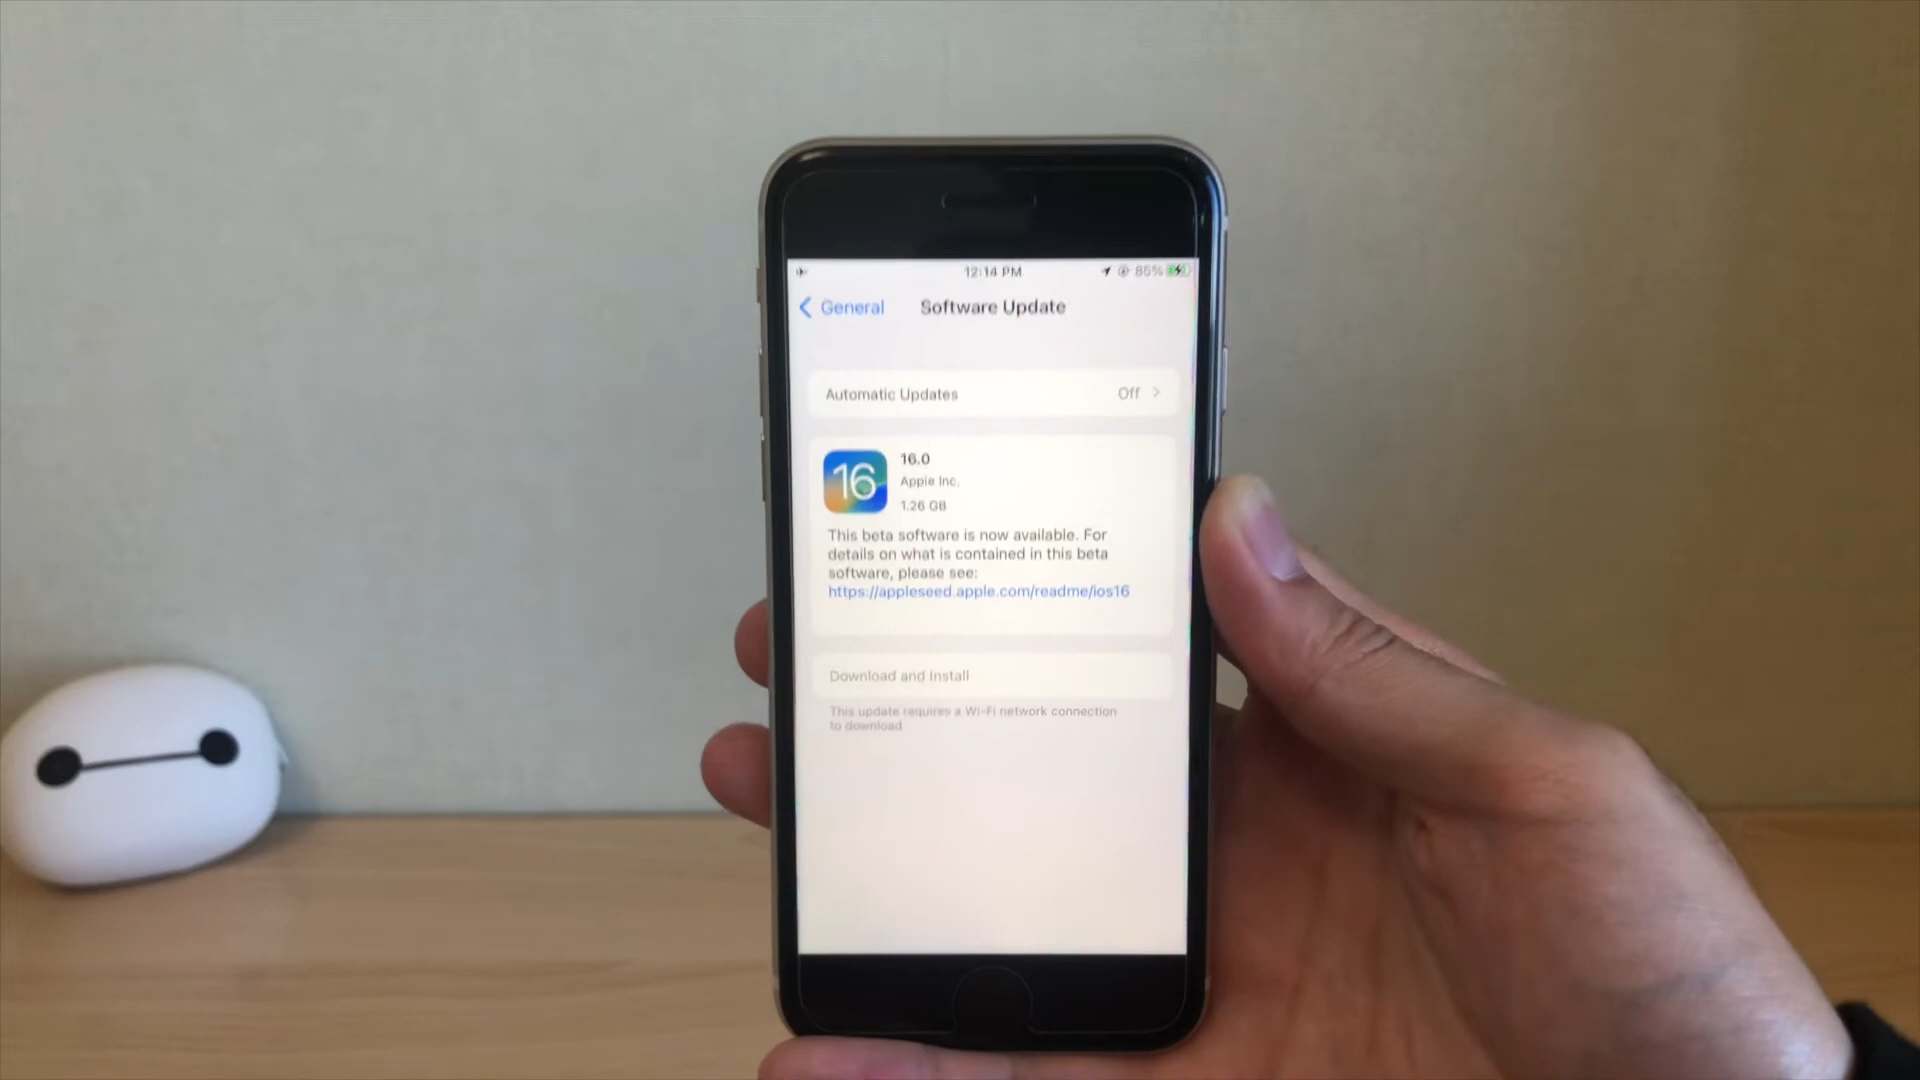 12:14 PM
85%
General
Software Update
Automatic Updates
Off
16
16.0
Apple Inc.
1.26 GB
This beta software is now available. For
details on what is contained in this beta
software, please see:
https://appleseed.apple.com/readme/ios16
Download and Install
This update requires a Wi-Fi network connection
to download